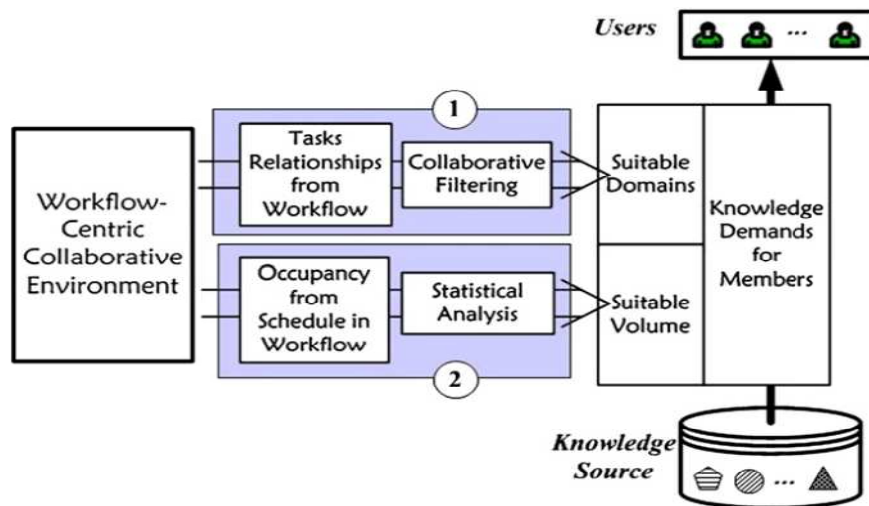 Users
...
1
Tasks
Relationships
from
Workflow
Collaborative
Filtering
Suitable
Domains
Workflow-
Centric
Collaborative
Environment
Knowledge
Demands
for
Members
Occupancy
from
Schedule in
Workflow
Statistical
Analysis
Suitable
Volume
2
Knowledge
Source
...